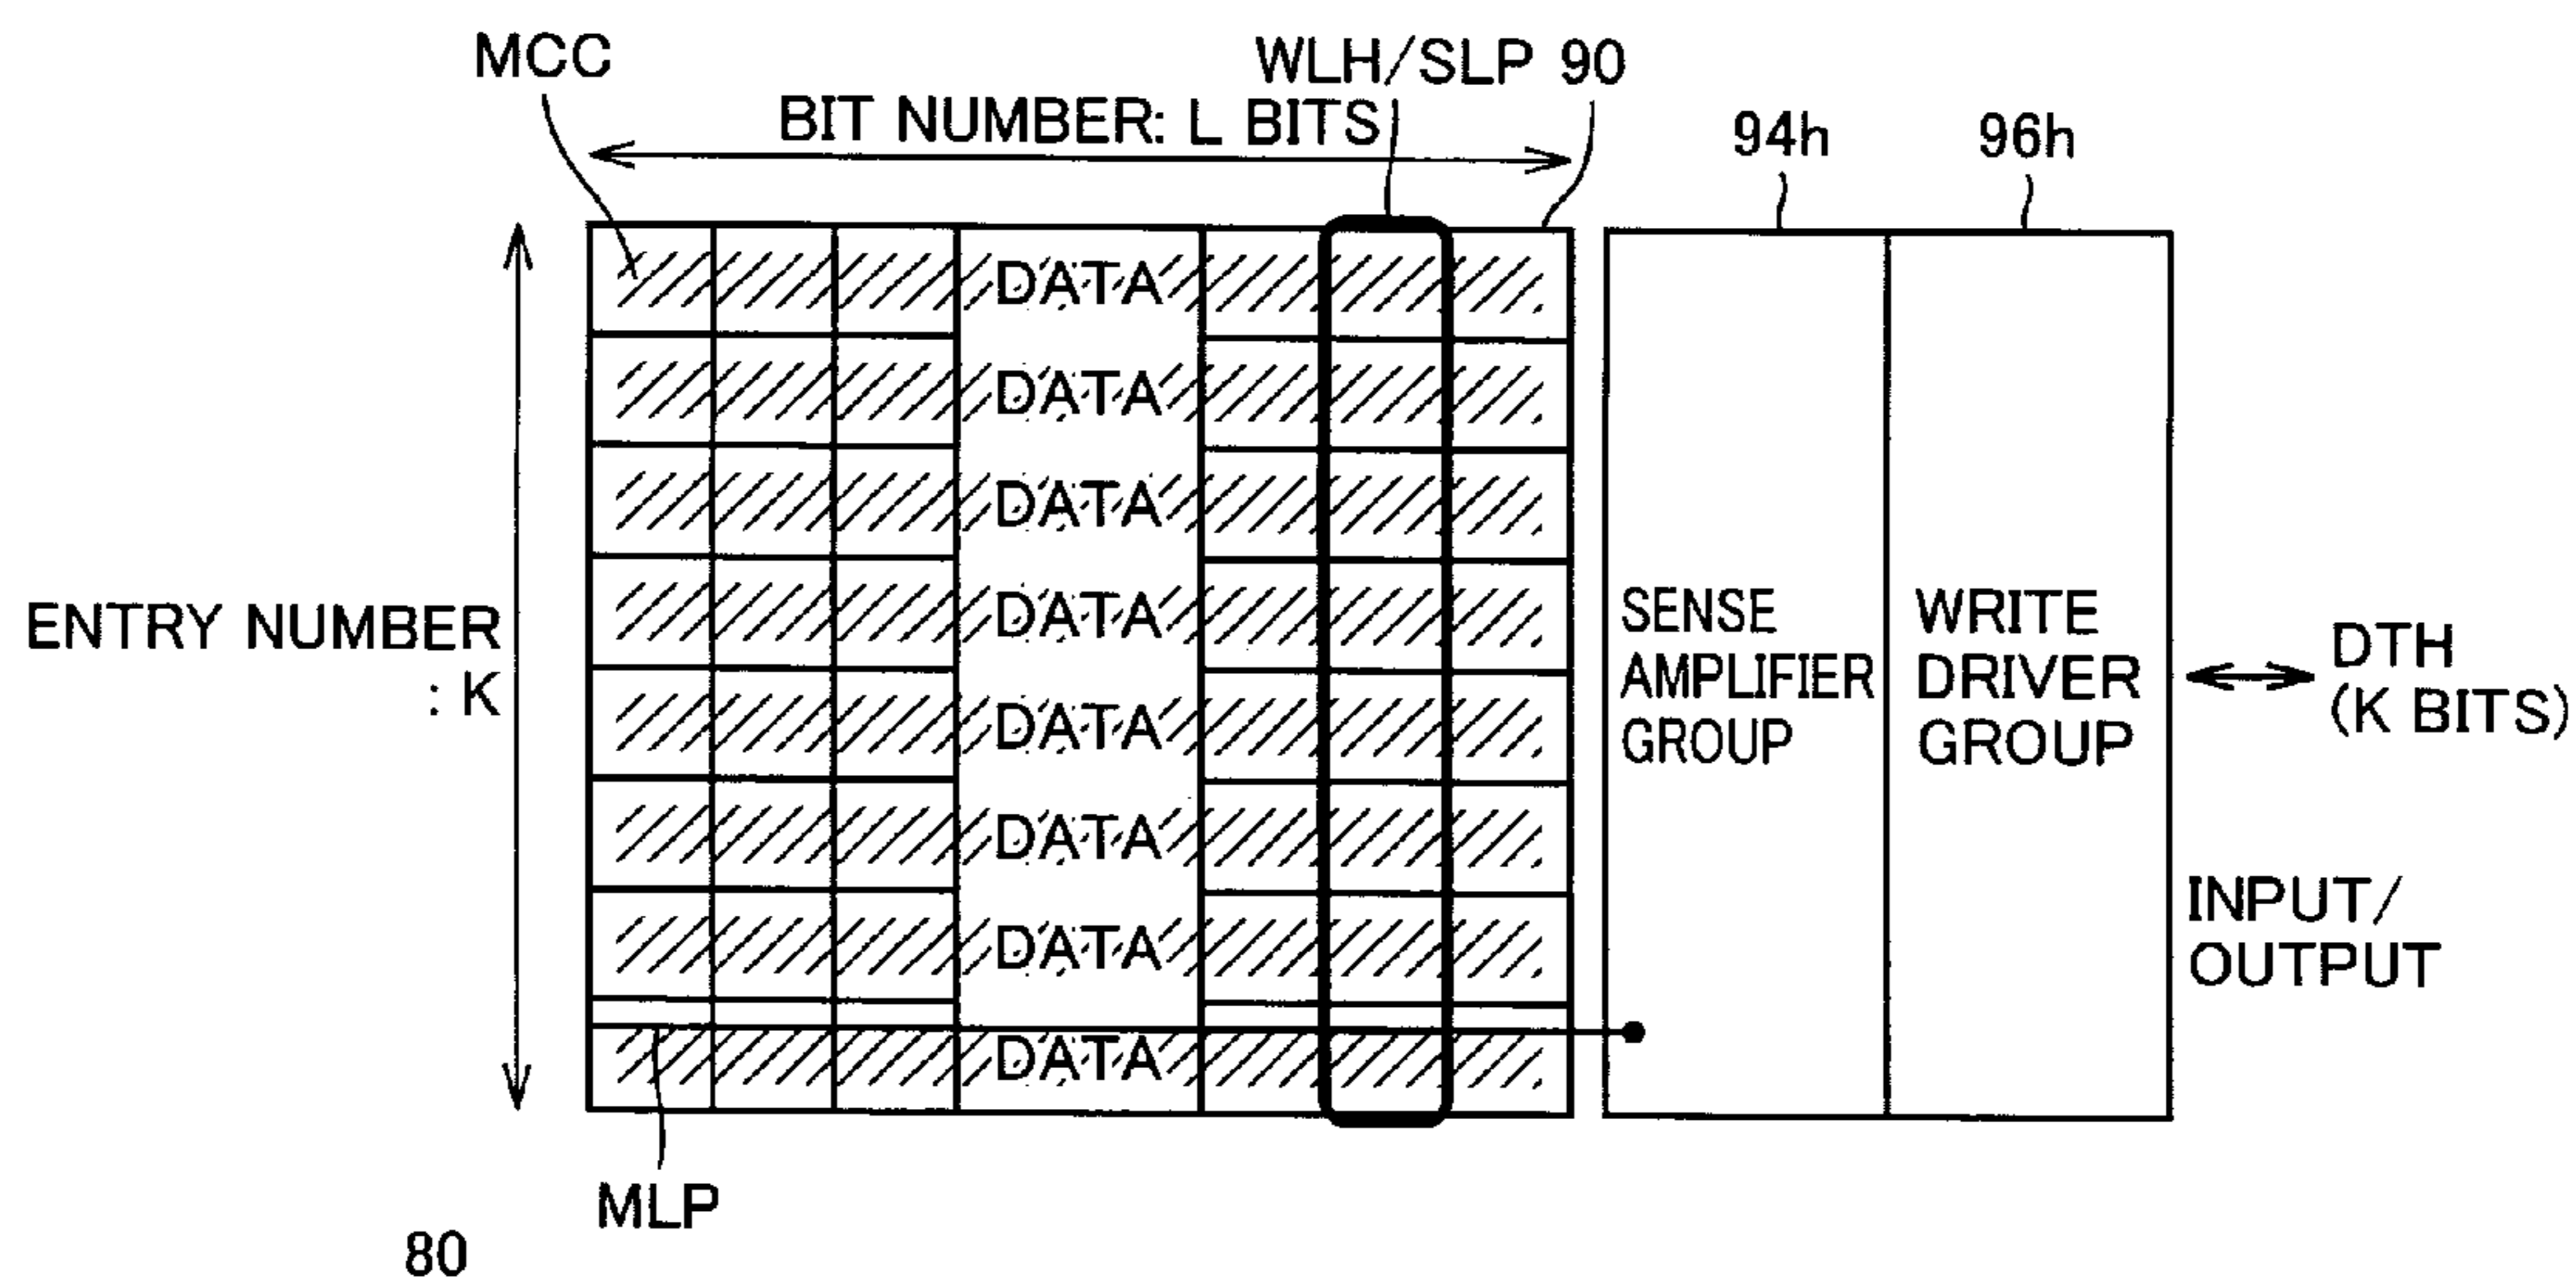 MCC
WLH/SLP 90
BIT NUMBER: L BITS
94h
96h
DATA
DATA
DATA
DATA
DATA
DATA
DATA
DATA
ENTRY NUMBER
: K
SENSE
AMPLIFIER
GROUP
WRITE
DRIVER
GROUP
DTH
(K BITS)
INPUT/
OUTPUT
MLP
80